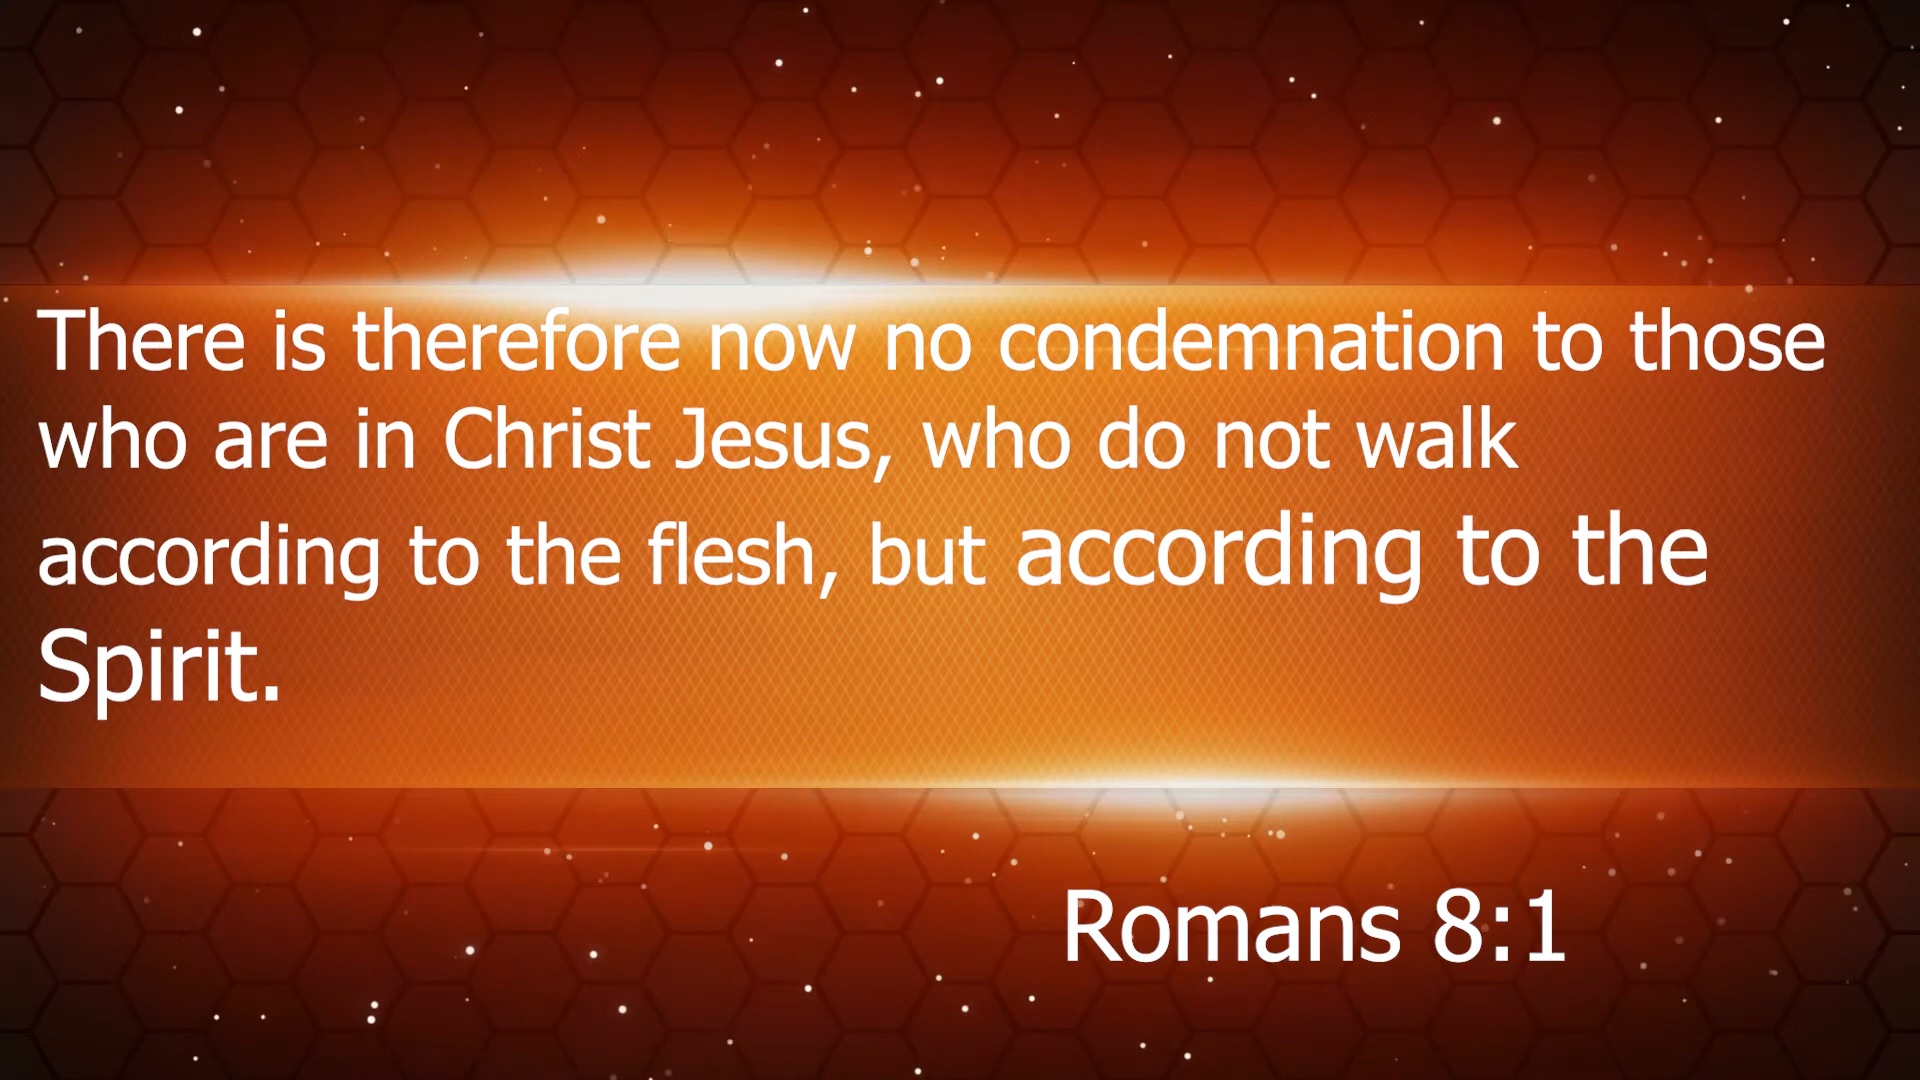 There is therefore now no condemnation to those
who are in Christ Jesus, who do not walk
according to the flesh, but according to the
Spirit.
Romans 8:1